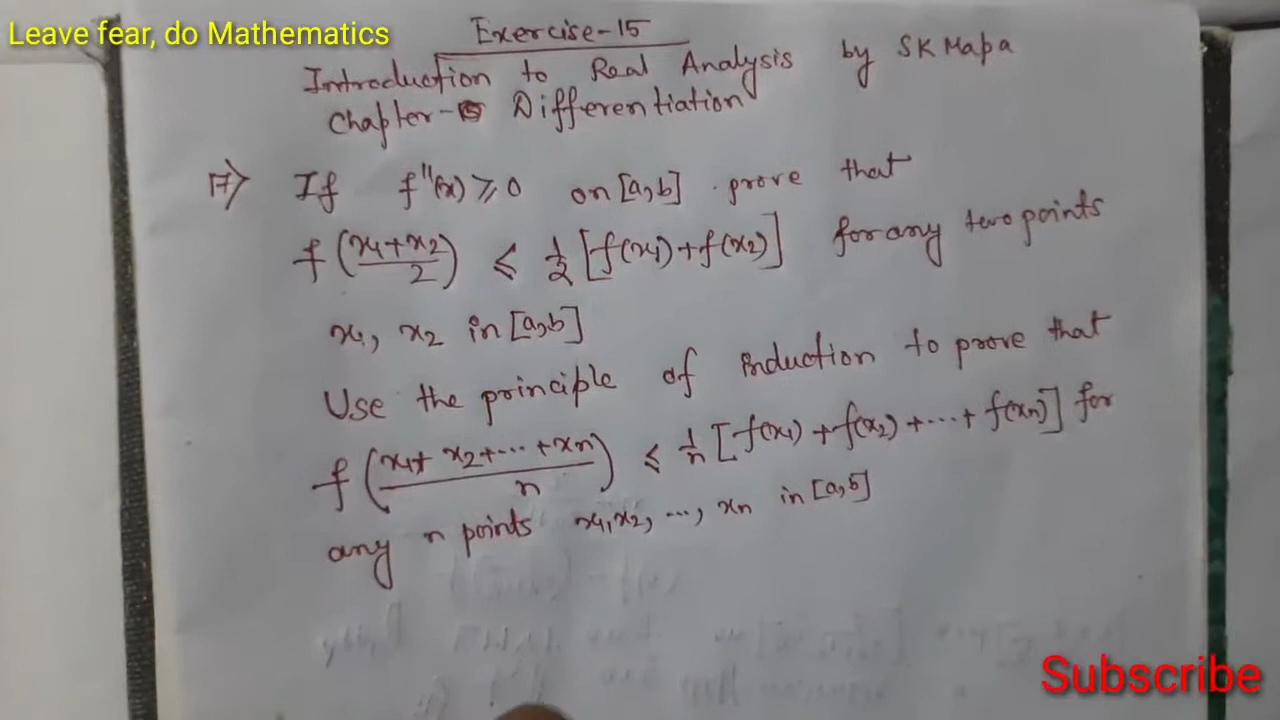 Leave fear, do Mathematics
Exercise-15
Introduction to Real Analysis by SK Mapa
Chapter- Differentiation
17> If f''(x) ⩾ 0 on [a,b] . prove that
f((x₁+x₂)/2) ⩽ 1/2 [f(x₁)+f(x₂)] for any two points
x₁, x₂ in [a,b]
Use the principle of induction to prove that
f((x₁+ x₂+... +xn)/n) ⩽ 1/n [f(x₁) +f(x₂) +...+ f(xn)] for
any n points x₁,x₂, ..., xn in [a,b]
Subscribe